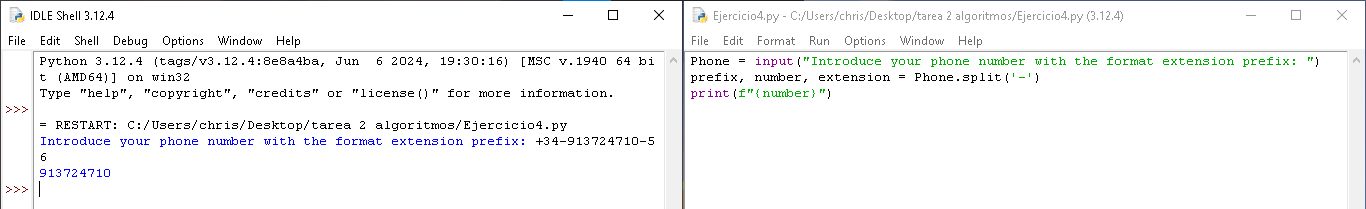 IDLE Shell 3.12.4
File Edit Shell Debug Options Window Help
Python 3.12.4 (tags/v3.12.4:8e8a4ba, Jun  6 2024, 19:30:16) [MSC v.1940 64 bi
t (AMD64)] on win32
Type "help", "copyright", "credits" or "license()" for more information.
>>>
= RESTART: C:/Users/chris/Desktop/tarea 2 algoritmos/Ejercicio4.py
Introduce your phone number with the format extension prefix: +34-913724710-5
6
913724710
>>>
Ejercicio4.py - C:/Users/chris/Desktop/tarea 2 algoritmos/Ejercicio4.py (3.12.4)
File Edit Format Run Options Window Help
Phone = input("Introduce your phone number with the format extension prefix: ")
prefix, number, extension = Phone.split('-')
print(f"{number}")